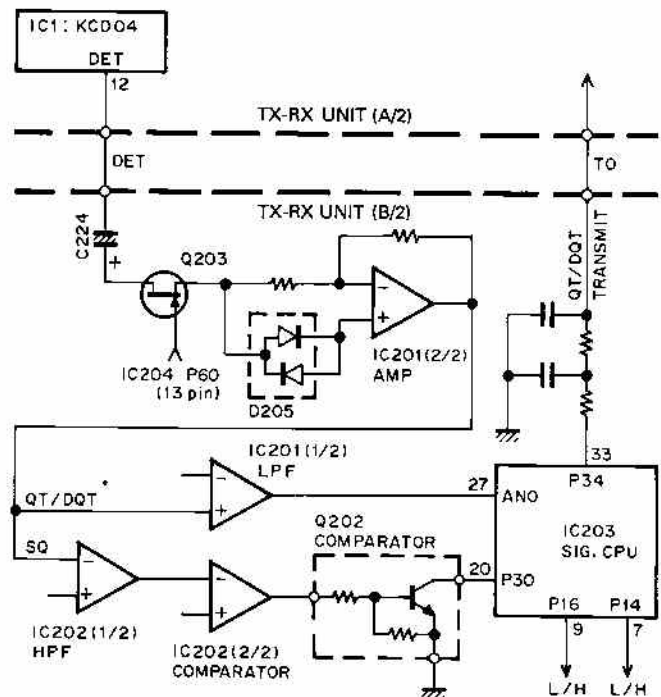 IC1: KCD04
DET
12
TX-RX UNIT (A/2)
DET
TO
TX-RX UNIT (B/2)
C224
+
Q203
QT/DQT
TRANSMIT
-
+
IC204 P60
(13 pin)
D205
IC201(2/2)
AMP
IC201(1/2)
LPF
33
P34
-
+
QT/DQT
27
ANO
IC203
SIG. CPU
Q202
COMPARATOR
SQ
-
+
-
+
20
P30
IC202(1/2)
HPF
IC202(2/2)
COMPARATOR
P16
P14
9
7
L/H
L/H